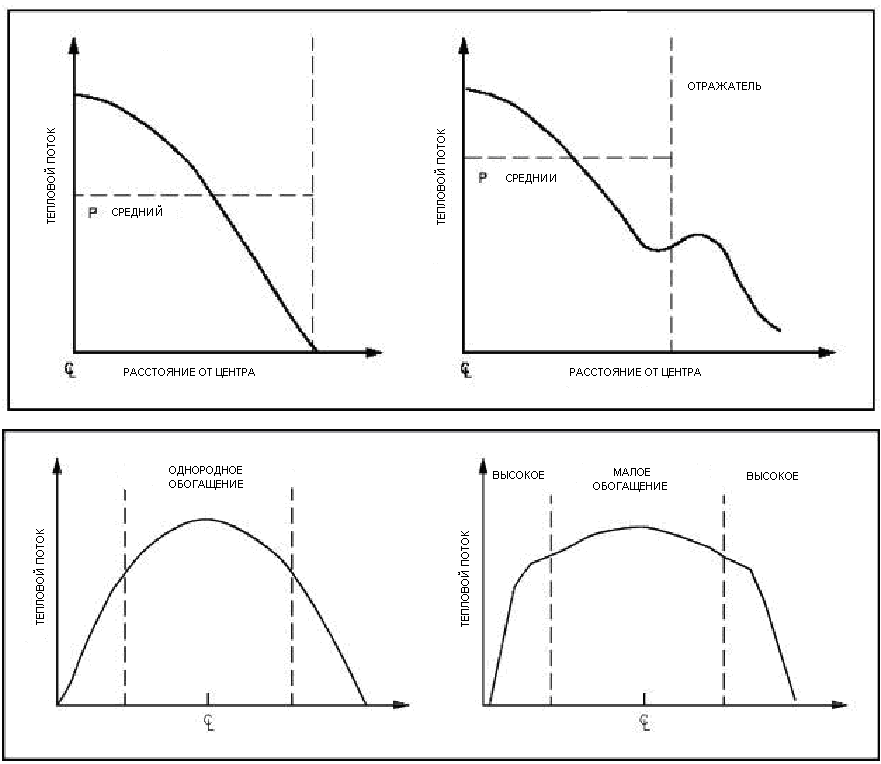 ТЕПЛОВОЙ ПОТОК
P СРЕДНИЙ
℄
РАССТОЯНИЕ ОТ ЦЕНТРА
ТЕПЛОВОЙ ПОТОК
ОТРАЖАТЕЛЬ
P СРЕДНИИ
℄
РАССТОЯНИЕ ОТ ЦЕНТРА
ТЕПЛОВОЙ ПОТОК
ОДНОРОДНОЕ
ОБОГАЩЕНИЕ
℄
ТЕПЛОВОЙ ПОТОК
ВЫСОКОЕ
МАЛОЕ
ОБОГАЩЕНИЕ
ВЫСОКОЕ
℄